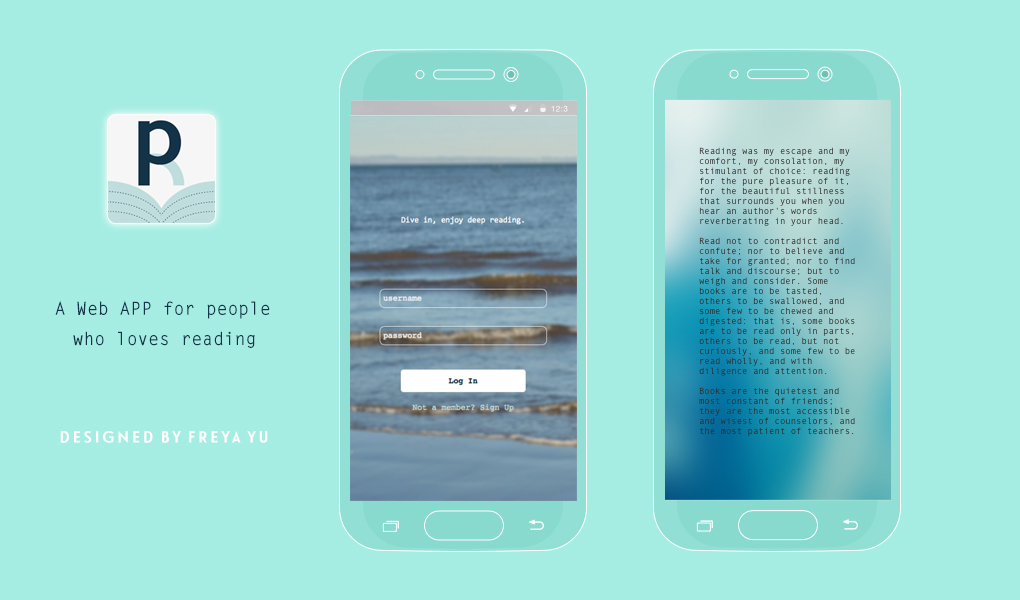 p
A Web APP for people
who loves reading
DESIGNED BY FREYA YU
12:3
Dive in, enjoy deep reading.
username
password
Log In
Not a member? Sign Up
Reading was my escape and my
comfort, my consolation, my
stimulant of choice: reading
for the pure pleasure of it,
for the beautiful stillness
that surrounds you when you
hear an author's words
reverberating in your head.
Read not to contradict and
confute; nor to believe and
take for granted; nor to find
talk and discourse; but to
weigh and consider. Some
books are to be tasted,
others to be swallowed, and
some few to be chewed and
digested: that is, some books
are to be read only in parts,
others to be read, but not
curiously, and some few to be
read wholly, and with
diligence and attention.
Books are the quietest and
most constant of friends;
they are the most accessible
and wisest of counselors, and
the most patient of teachers.